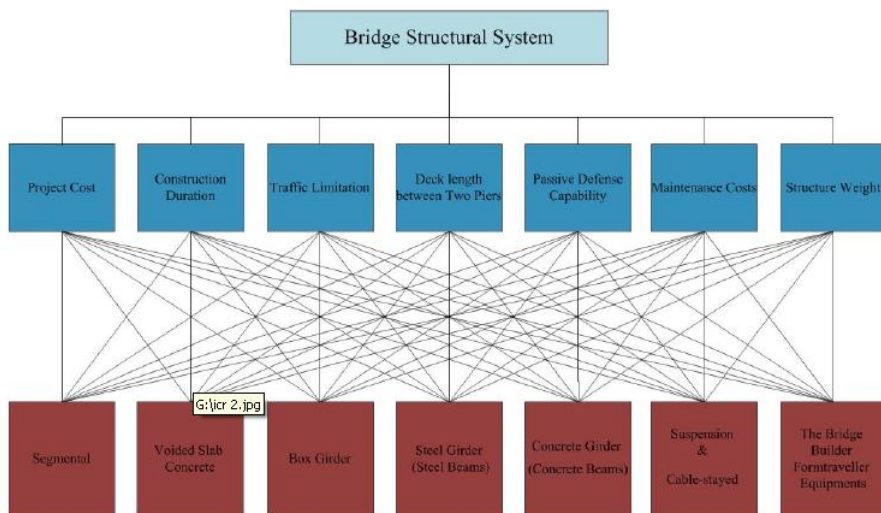 Bridge Structural System
Project Cost
Construction
Duration
Traffic Limitation
Deck length
between Two Piers
Passive Defense
Capability
Maintenance Costs
Structure Weight
G:\icr 2.jpg
Segmental
Voided Slab
Concrete
Box Girder
Steel Girder
(Steel Beams)
Concrete Girder
(Concrete Beams)
Suspension
&
Cable-stayed
The Bridge
Builder
Formtraveller
Equipments